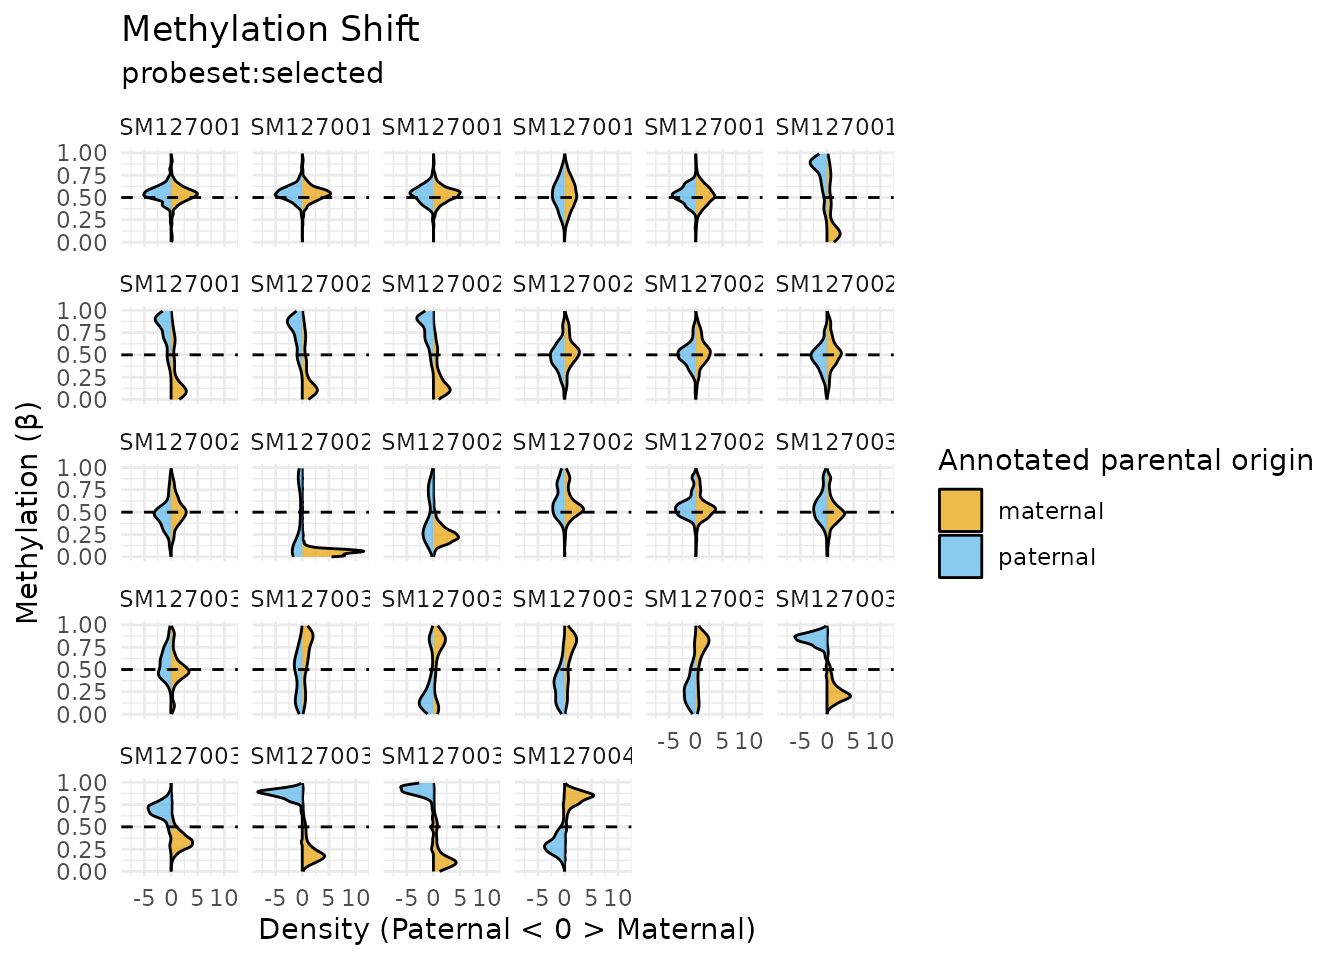 Methylation Shift
probeset:selected
SM127001 SM127001 SM127001 SM127001 SM127001 SM127001
1.00
0.75
0.50
0.25
0.00
SM127001 SM127002 SM127002 SM127002 SM127002 SM127002
1.00
0.75
0.50
0.25
0.00
SM127002 SM127002 SM127002 SM127002 SM127002 SM127003
1.00
0.75
0.50
0.25
0.00
SM127003 SM127003 SM127003 SM127003 SM127003 SM127003
1.00
0.75
0.50
0.25
0.00
-5 0 5 10 -5 0 5 10
SM127003 SM127003 SM127003 SM127004
1.00
0.75
0.50
0.25
0.00
-5 0 5 10 -5 0 5 10 -5 0 5 10 -5 0 5 10
Density (Paternal < 0 > Maternal)
Methylation (β)
Annotated parental origin
maternal
paternal